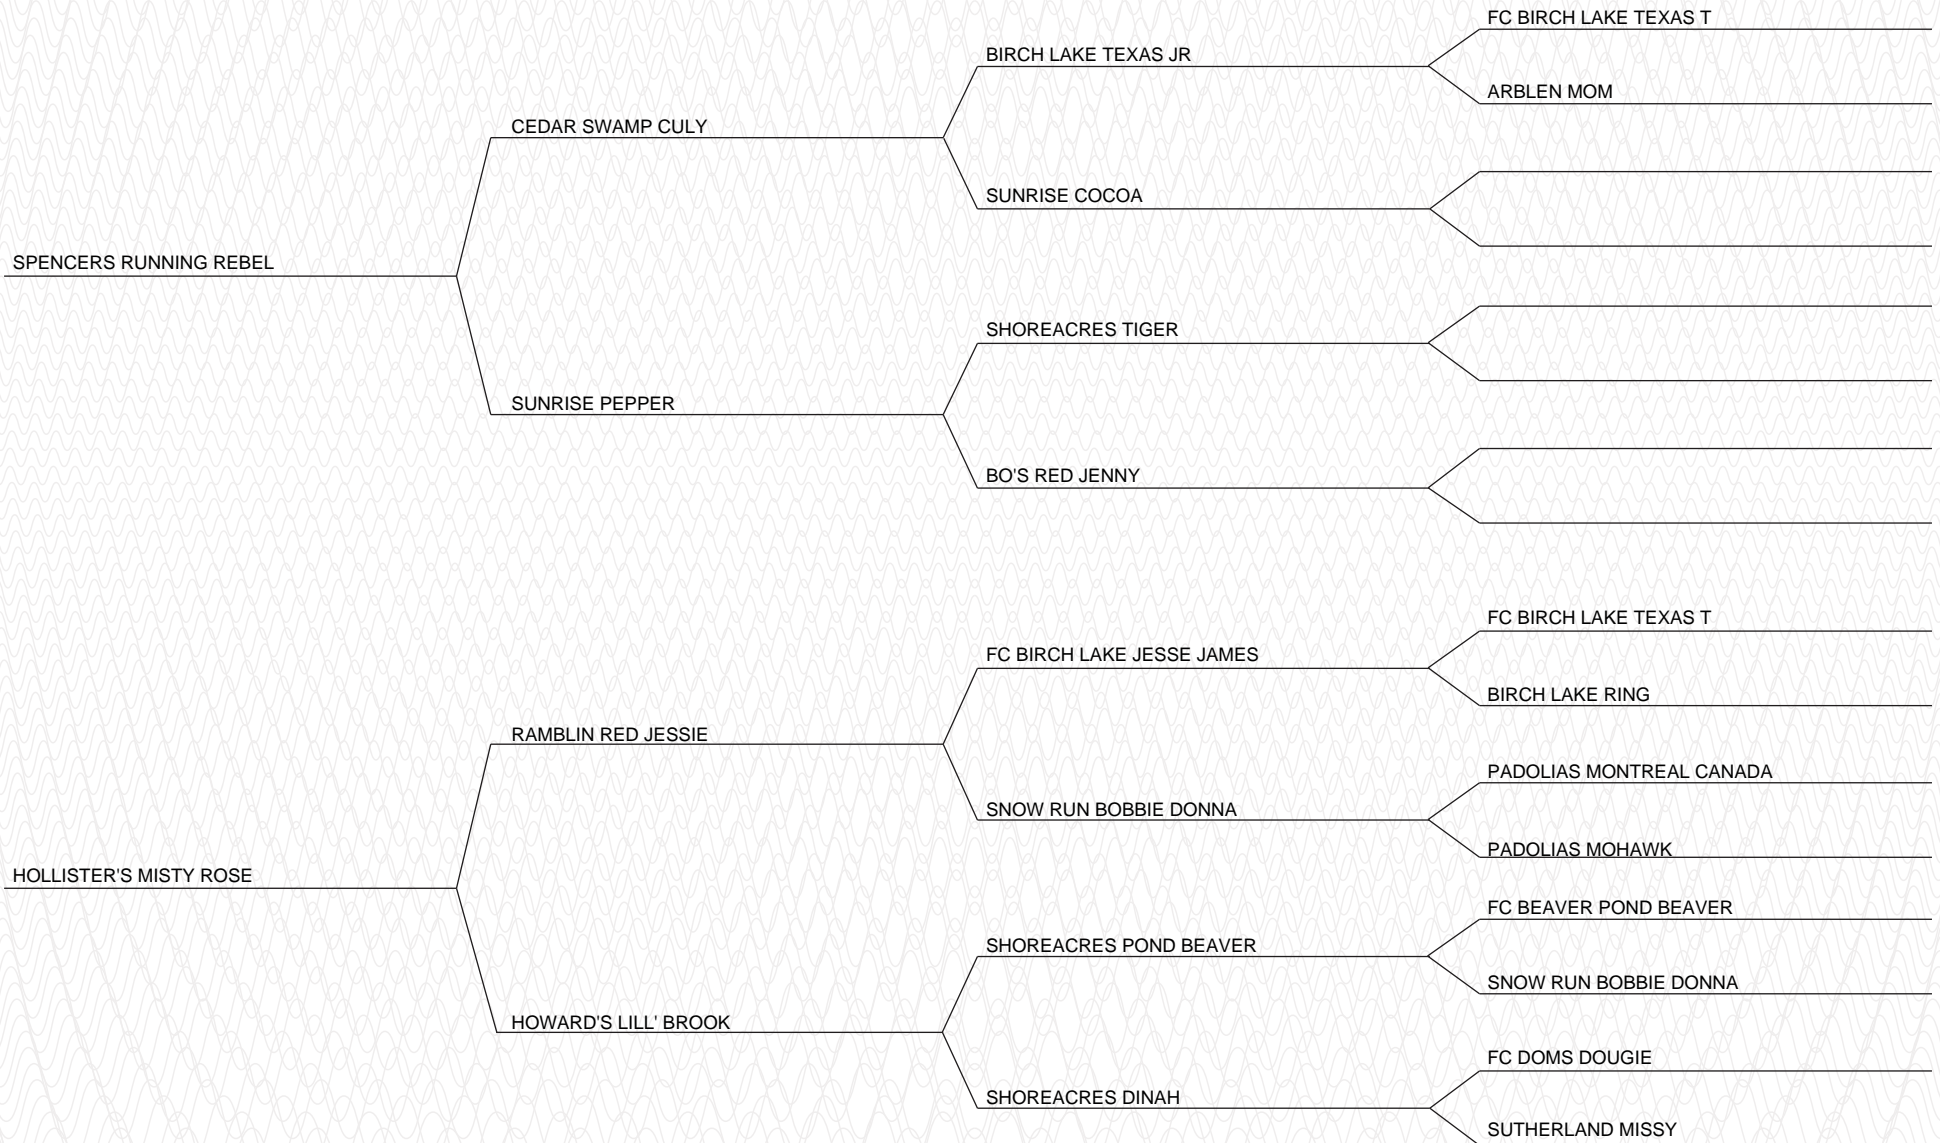 FC BIRCH LAKE TEXAS T
BIRCH LAKE TEXAS JR
ARBLEN MOM
CEDAR SWAMP CULY
SUNRISE COCOA
SPENCERS RUNNING REBEL
SHOREACRES TIGER
SUNRISE PEPPER
BO'S RED JENNY
FC BIRCH LAKE TEXAS T
FC BIRCH LAKE JESSE JAMES
BIRCH LAKE RING
RAMBLIN RED JESSIE
PADOLIAS MONTREAL CANADA
SNOW RUN BOBBIE DONNA
PADOLIAS MOHAWK
HOLLISTER'S MISTY ROSE
FC BEAVER POND BEAVER
SHOREACRES POND BEAVER
SNOW RUN BOBBIE DONNA
HOWARD'S LILL' BROOK
FC DOMS DOUGIE
SHOREACRES DINAH
SUTHERLAND MISSY